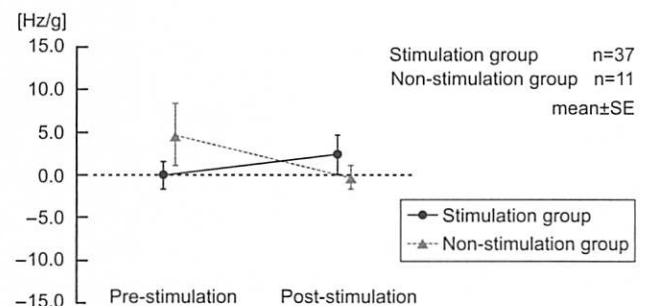 [Hz/g]
15.0
10.0
5.0
0.0
−5.0
−10.0
−15.0
Stimulation group n=37
Non-stimulation group n=11
mean±SE
Stimulation group
Non-stimulation group
Pre-stimulation Post-stimulation